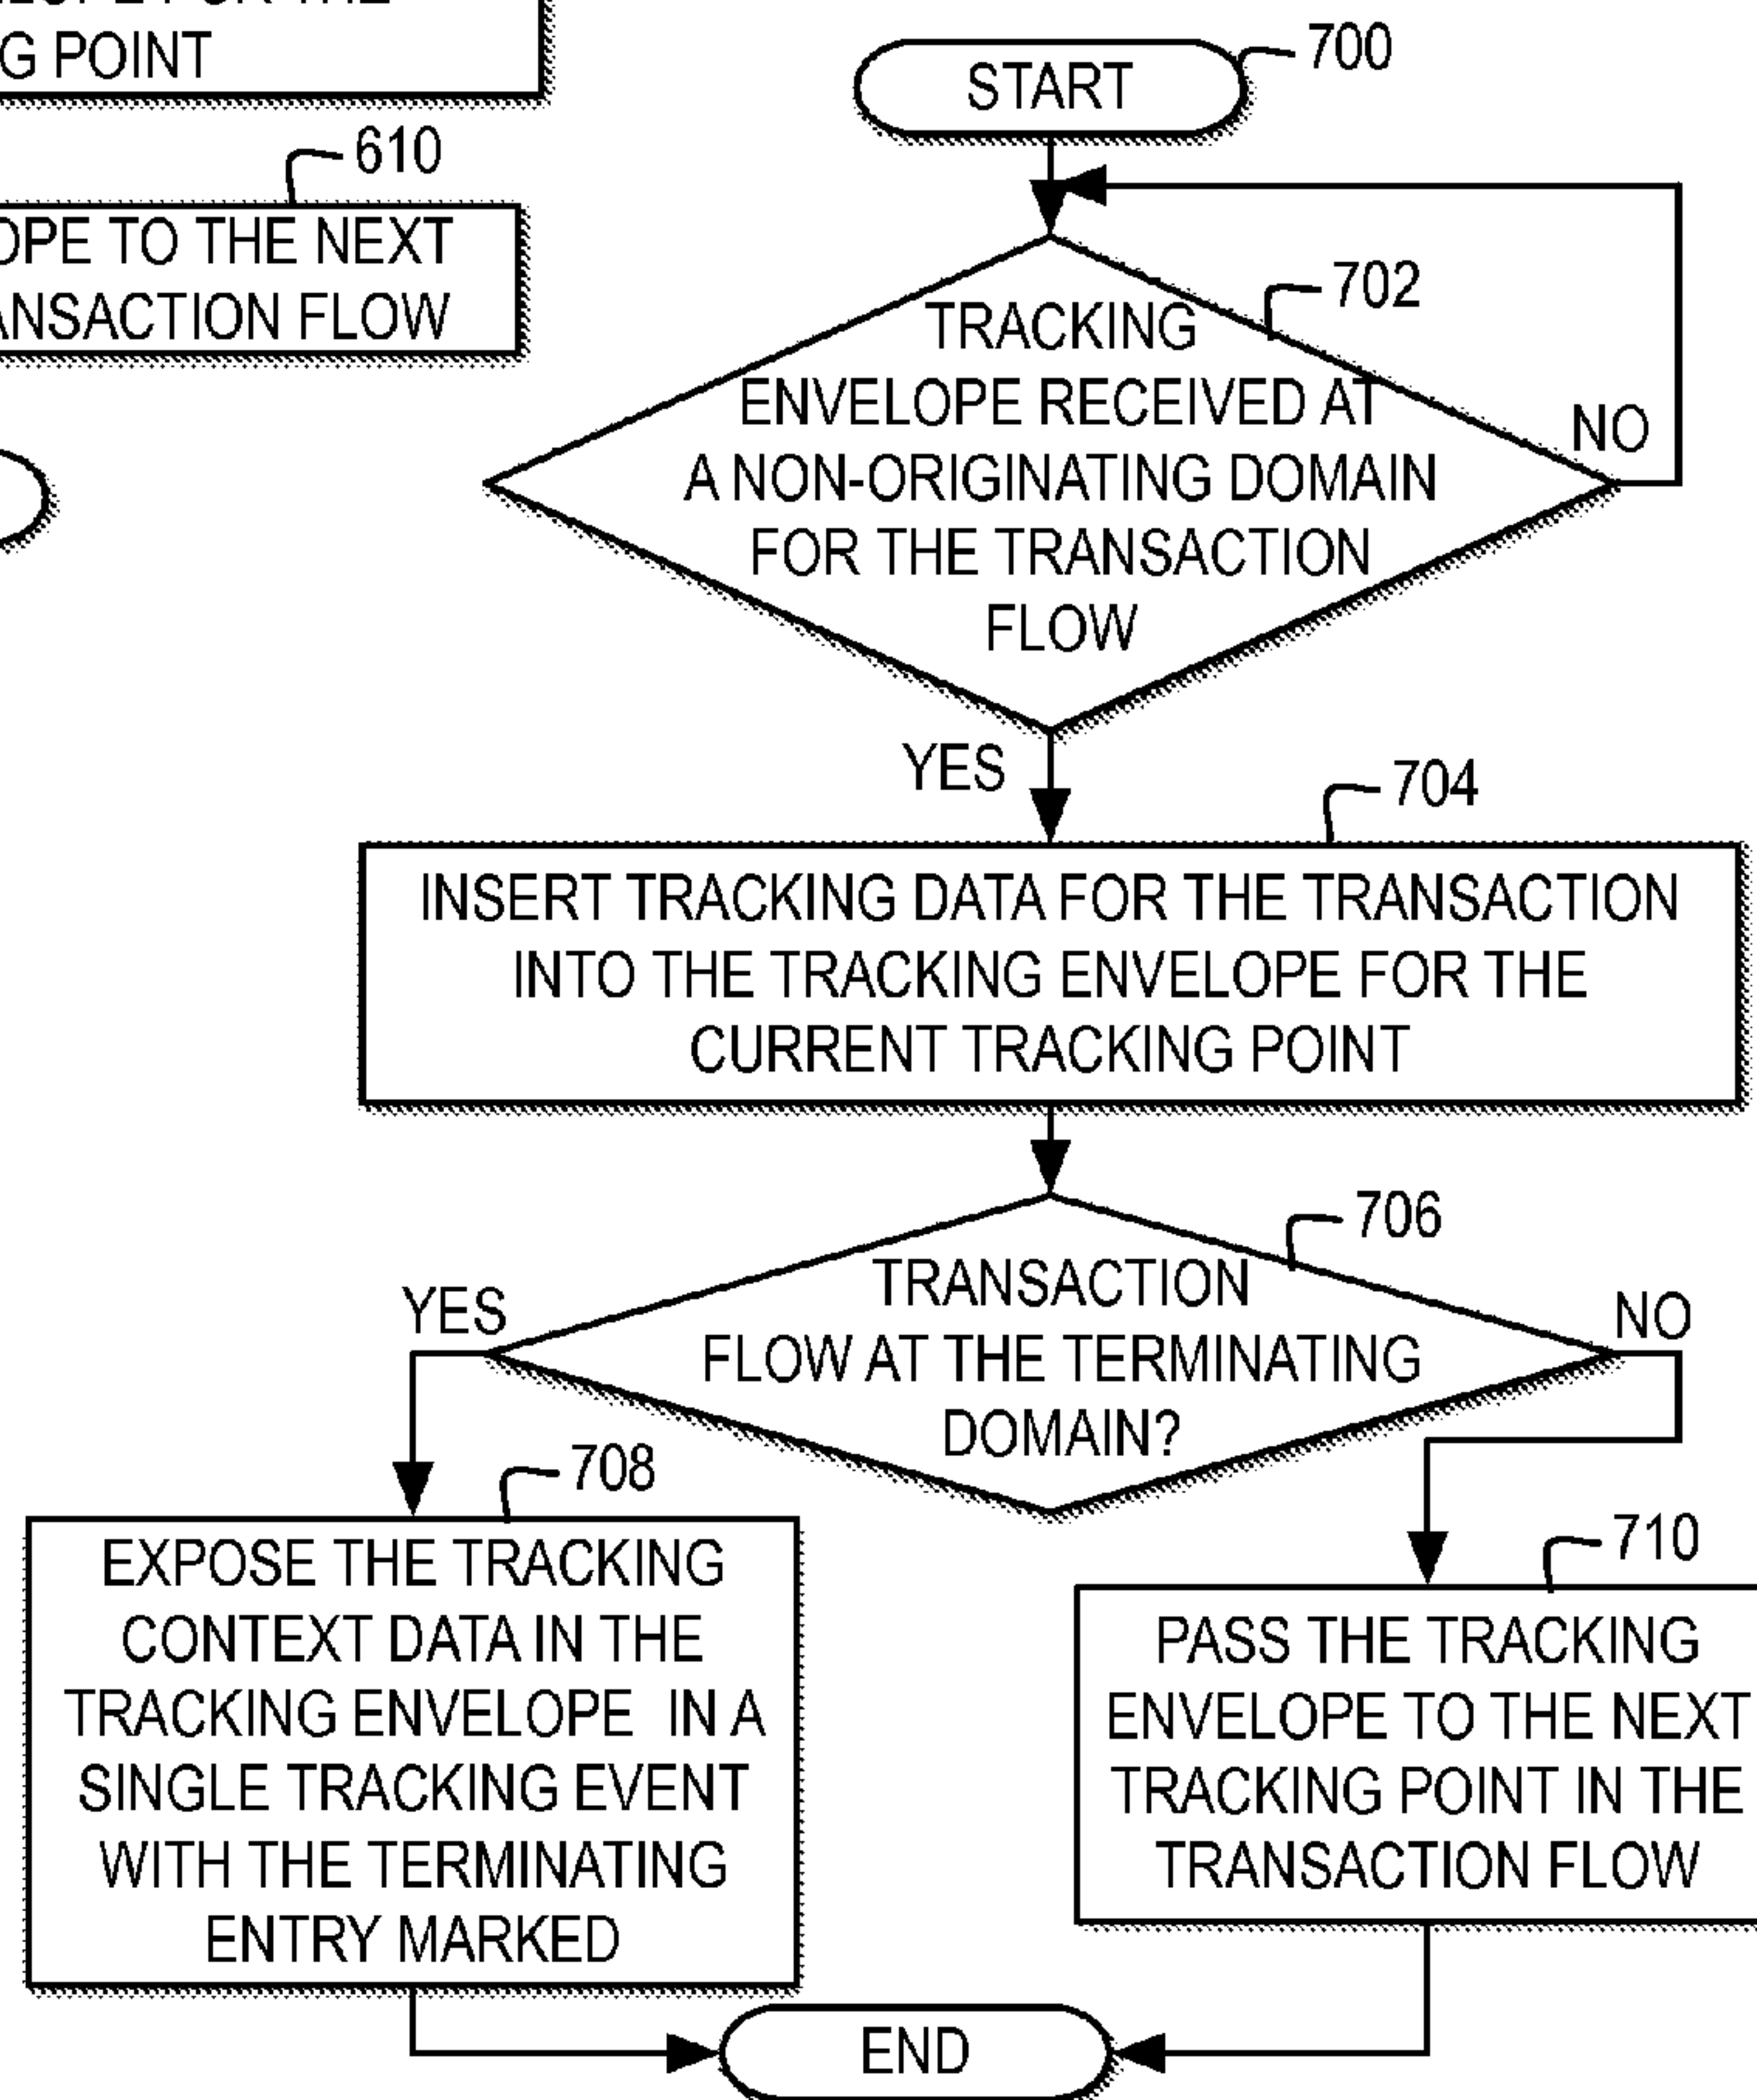 G POINT
610
TO THE NEXT
FLOW
START
700
702
TRACKING
ENVELOPE RECEIVED AT
A NON-ORIGINATING DOMAIN
FOR THE TRANSACTION
FLOW
NO
YES
704
INSERT TRACKING DATA FOR THE TRANSACTION
INTO THE TRACKING ENVELOPE FOR THE
CURRENT TRACKING POINT
706
TRANSACTION
FLOW AT THE TERMINATING
DOMAIN?
YES
NO
708
EXPOSE THE TRACKING
CONTEXT DATA IN THE
TRACKING ENVELOPE IN A
SINGLE TRACKING EVENT
WITH THE TERMINATING
ENTRY MARKED
710
PASS THE TRACKING
ENVELOPE TO THE NEXT
TRACKING POINT IN THE
TRANSACTION FLOW
END